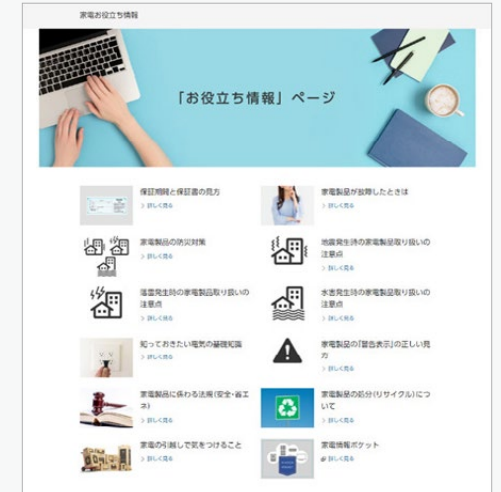 家電お役立ち情報
「お役立ち情報」ページ
保証期間と保証書の見方
> 詳しく見る
家電製品が故障したときは
> 詳しく見る
家電製品の防災対策
> 詳しく見る
地震発生時の家電製品取り扱いの
注意点
> 詳しく見る
落雷発生時の家電製品取り扱いの
注意点
> 詳しく見る
水害発生時の家電製品取り扱いの
注意点
> 詳しく見る
知っておきたい電気の基礎知識
> 詳しく見る
家電製品の「警告表示」の正しい見
方
> 詳しく見る
家電製品に係わる法規(安全・省エ
ネ)
> 詳しく見る
家電製品の処分(リサイクル)につ
いて
> 詳しく見る
家電の引越しで気をつけること
> 詳しく見る
家電情報ポケット
詳しく見る